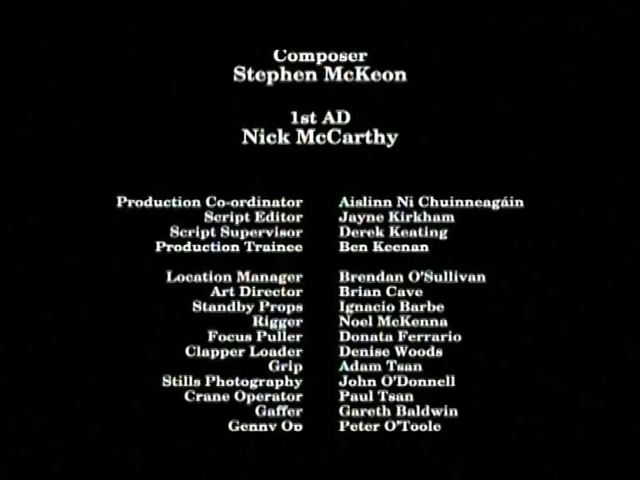 Composer
Stephen McKeon
1st AD
Nick McCarthy
Production Co-ordinator Aislinn Ni Chuinneagáin
Script Editor Jayne Kirkham
Script Supervisor Derek Keating
Production Trainee Ben Keenan
Location Manager Brendan O'Sullivan
Art Director Brian Cave
Standby Props Ignacio Barbe
Rigger Noel McKenna
Focus Puller Donata Ferrario
Clapper Loader Denise Woods
Grip Adam Tsan
Stills Photography John O'Donnell
Crane Operator Paul Tsan
Gaffer Gareth Baldwin
Genny Op Peter O'Toole